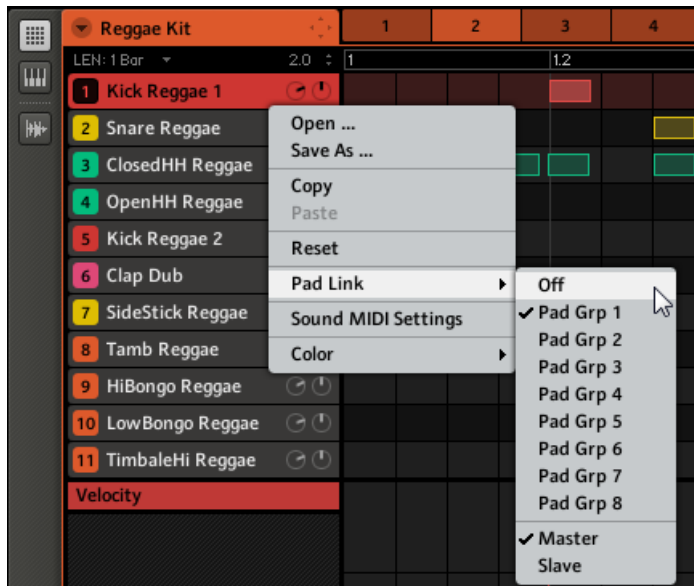 Reggae Kit 1 2 3 4
LEN: 1 Bar 2.0 1 1.2
1 Kick Reggae 1
2 Snare Reggae
3 ClosedHH Reggae
4 OpenHH Reggae
5 Kick Reggae 2
6 Clap Dub
7 SideStick Reggae
8 Tamb Reggae
9 HiBongo Reggae
10 LowBongo Reggae
11 TimbaleHi Reggae
Velocity
Open ...
Save As ...
Copy
Paste
Reset
Pad Link
Sound MIDI Settings
Color
Off
Pad Grp 1
Pad Grp 2
Pad Grp 3
Pad Grp 4
Pad Grp 5
Pad Grp 6
Pad Grp 7
Pad Grp 8
Master
Slave